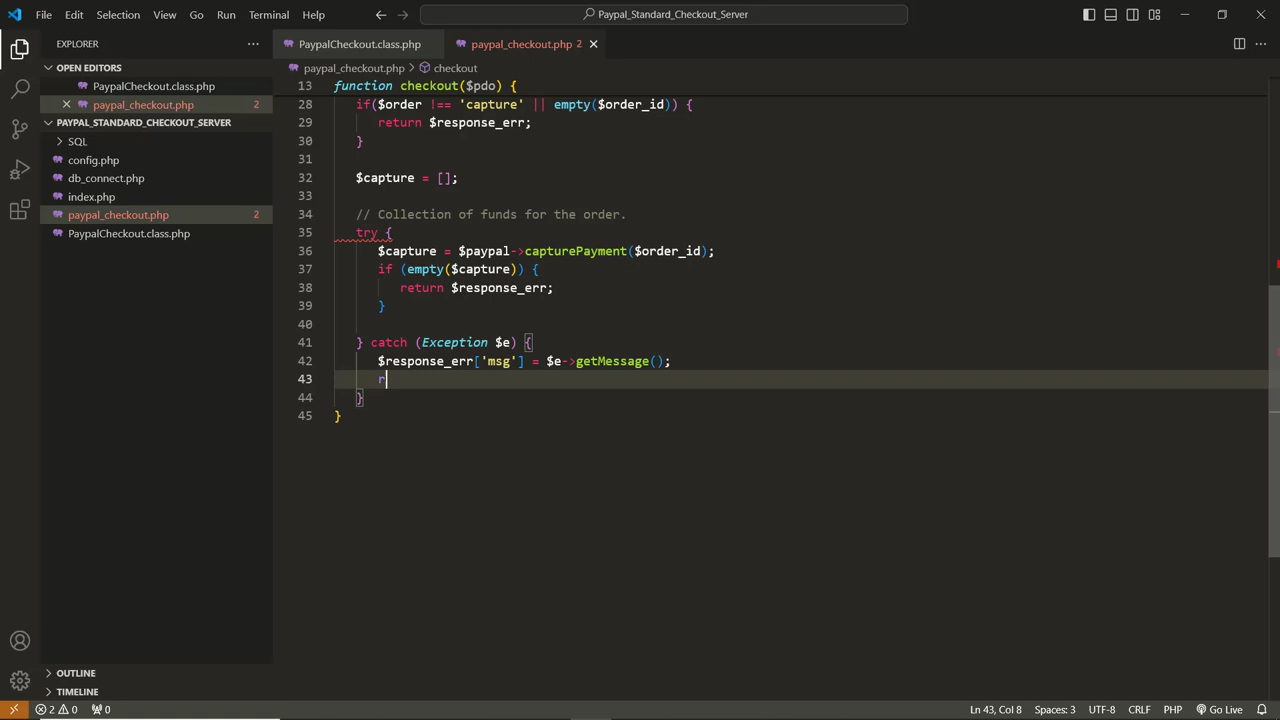 File Edit Selection View Go Run Terminal Help Paypal_Standard_Checkout_Server
EXPLORER
OPEN EDITORS
PaypalCheckout.class.php
paypal_checkout.php 2
PAYPAL_STANDARD_CHECKOUT_SERVER
SQL
config.php
db_connect.php
index.php
paypal_checkout.php 2
PaypalCheckout.class.php
OUTLINE
TIMELINE
PaypalCheckout.class.php paypal_checkout.php 2
paypal_checkout.php > checkout
13 function checkout($pdo) {
28 if($order !== 'capture' || empty($order_id)) {
29 return $response_err;
30 }
31
32 $capture = [];
33
34 // Collection of funds for the order.
35 try {
36 $capture = $paypal->capturePayment($order_id);
37 if (empty($capture)) {
38 return $response_err;
39 }
40
41 } catch (Exception $e) {
42 $response_err['msg'] = $e->getMessage();
43 r
44 }
45 }
2 0 0 Ln 43, Col 8 Spaces: 3 UTF-8 CRLF PHP Go Live